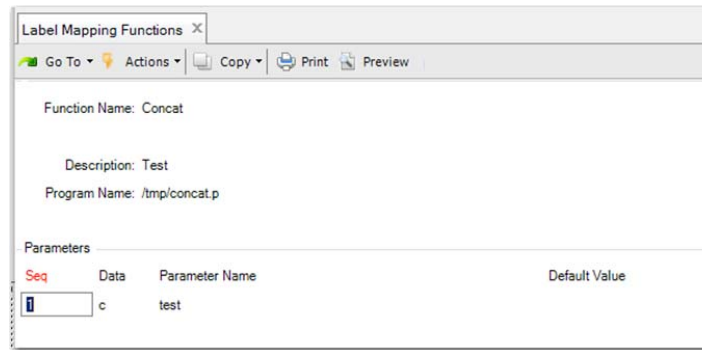 Label Mapping Functions
Go To Actions Copy Print Preview
Function Name: Concat
Description: Test
Program Name: /tmp/concat.p
Parameters
Seq Data Parameter Name Default Value
1 c test